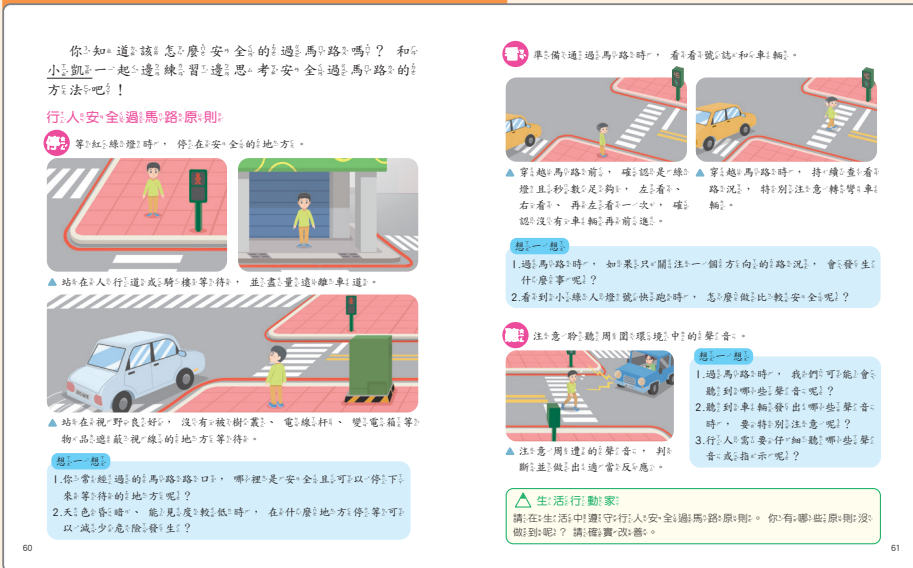 你知道該怎麼安全的過馬路嗎？和
小凱一起邊練習邊思考安全過馬路的
方法吧！
行人安全過馬路原則
停 等紅綠燈時，停在安全的地方。
▲ 站在人行道或騎樓等待，並盡量遠離車道。
▲ 站在視野良好，沒有被樹叢、電線杆、變電箱等
物品遮蔽視線的地方等待。
想一想
1.你常經過的馬路路口，哪裡是安全且可以停下
來等待的地方呢？
2.天色昏暗、能見度較低時，在什麼地方停等可
以減少危險發生？
60
看 準備通過馬路時，看看號誌和車輛。
▲ 穿越馬路前，確認是綠
燈且秒數足夠，左看、
右看、再左看一次，確
認沒有車輛再前進。
▲ 穿越馬路時，持續查看
路況，特別注意轉彎車
輛。
想一想
1.過馬路時，如果只關注一個方向的路況，會發生
什麼事呢？
2.看到小綠人燈號快跑時，怎麼做比較安全呢？
聽 注意聆聽周圍環境中的聲音。
▲ 注意周遭的聲音，判
斷並做出適當反應。
想一想
1.過馬路時，我們可能會
聽到哪些聲音呢？
2.聽到車輛發出哪些聲音
時，要特別注意呢？
3.行人需要仔細聽哪些聲
音或指示呢？
生活行動家
請在生活中遵守行人安全過馬路原則。你有哪些原則沒
做到呢？請確實改善。
61